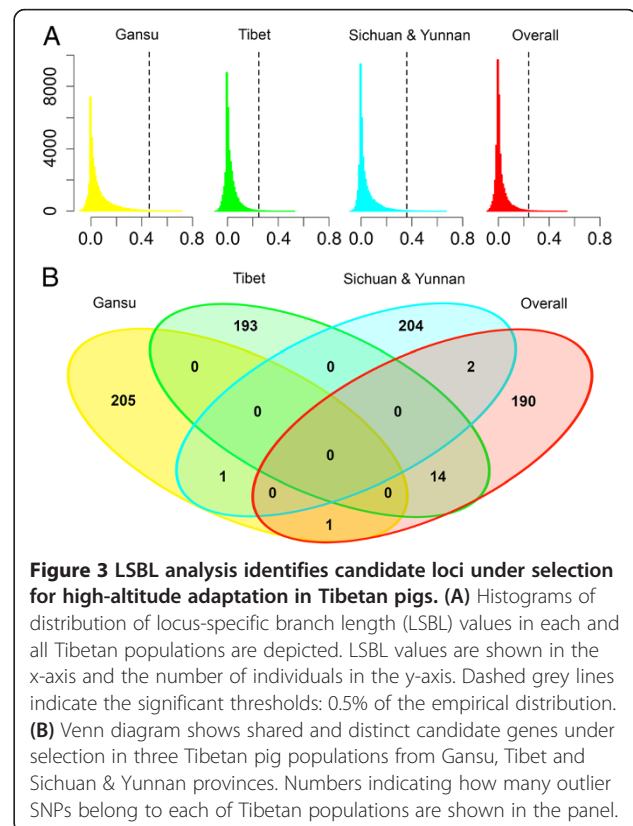 A
Gansu Tibet Sichuan & Yunnan Overall
8000
4000
0
0.0 0.4 0.8 0.0 0.4 0.8 0.0 0.4 0.8 0.0 0.4 0.8
B
Tibet Sichuan & Yunnan
Gansu Overall
193 204
0 0 2
205 190
0 0
0
1 0 0 14
1
Figure 3 LSBL analysis identifies candidate loci under selection
for high-altitude adaptation in Tibetan pigs. (A) Histograms of
distribution of locus-specific branch length (LSBL) values in each and
all Tibetan populations are depicted. LSBL values are shown in the
x-axis and the number of individuals in the y-axis. Dashed grey lines
indicate the significant thresholds: 0.5% of the empirical distribution.
(B) Venn diagram shows shared and distinct candidate genes under
selection in three Tibetan pig populations from Gansu, Tibet and
Sichuan & Yunnan provinces. Numbers indicating how many outlier
SNPs belong to each of Tibetan populations are shown in the panel.